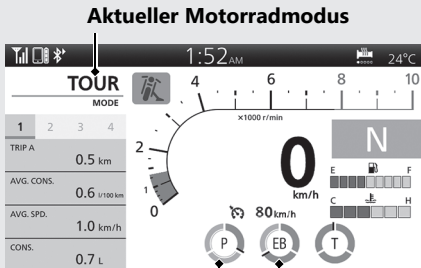 Aktueller Motorradmodus
1:52AM
24°C
TOUR
MODE
4 6 8 10
×1000 r/min
1 2 3 4
2
1
0
TRIP A
0.5 km
AVG. CONS.
0.6 l/100 km
AVG. SPD.
1.0 km/h
CONS.
0.7 L
0
km/h
80 km/h
N
E F
C H
P
EB
T